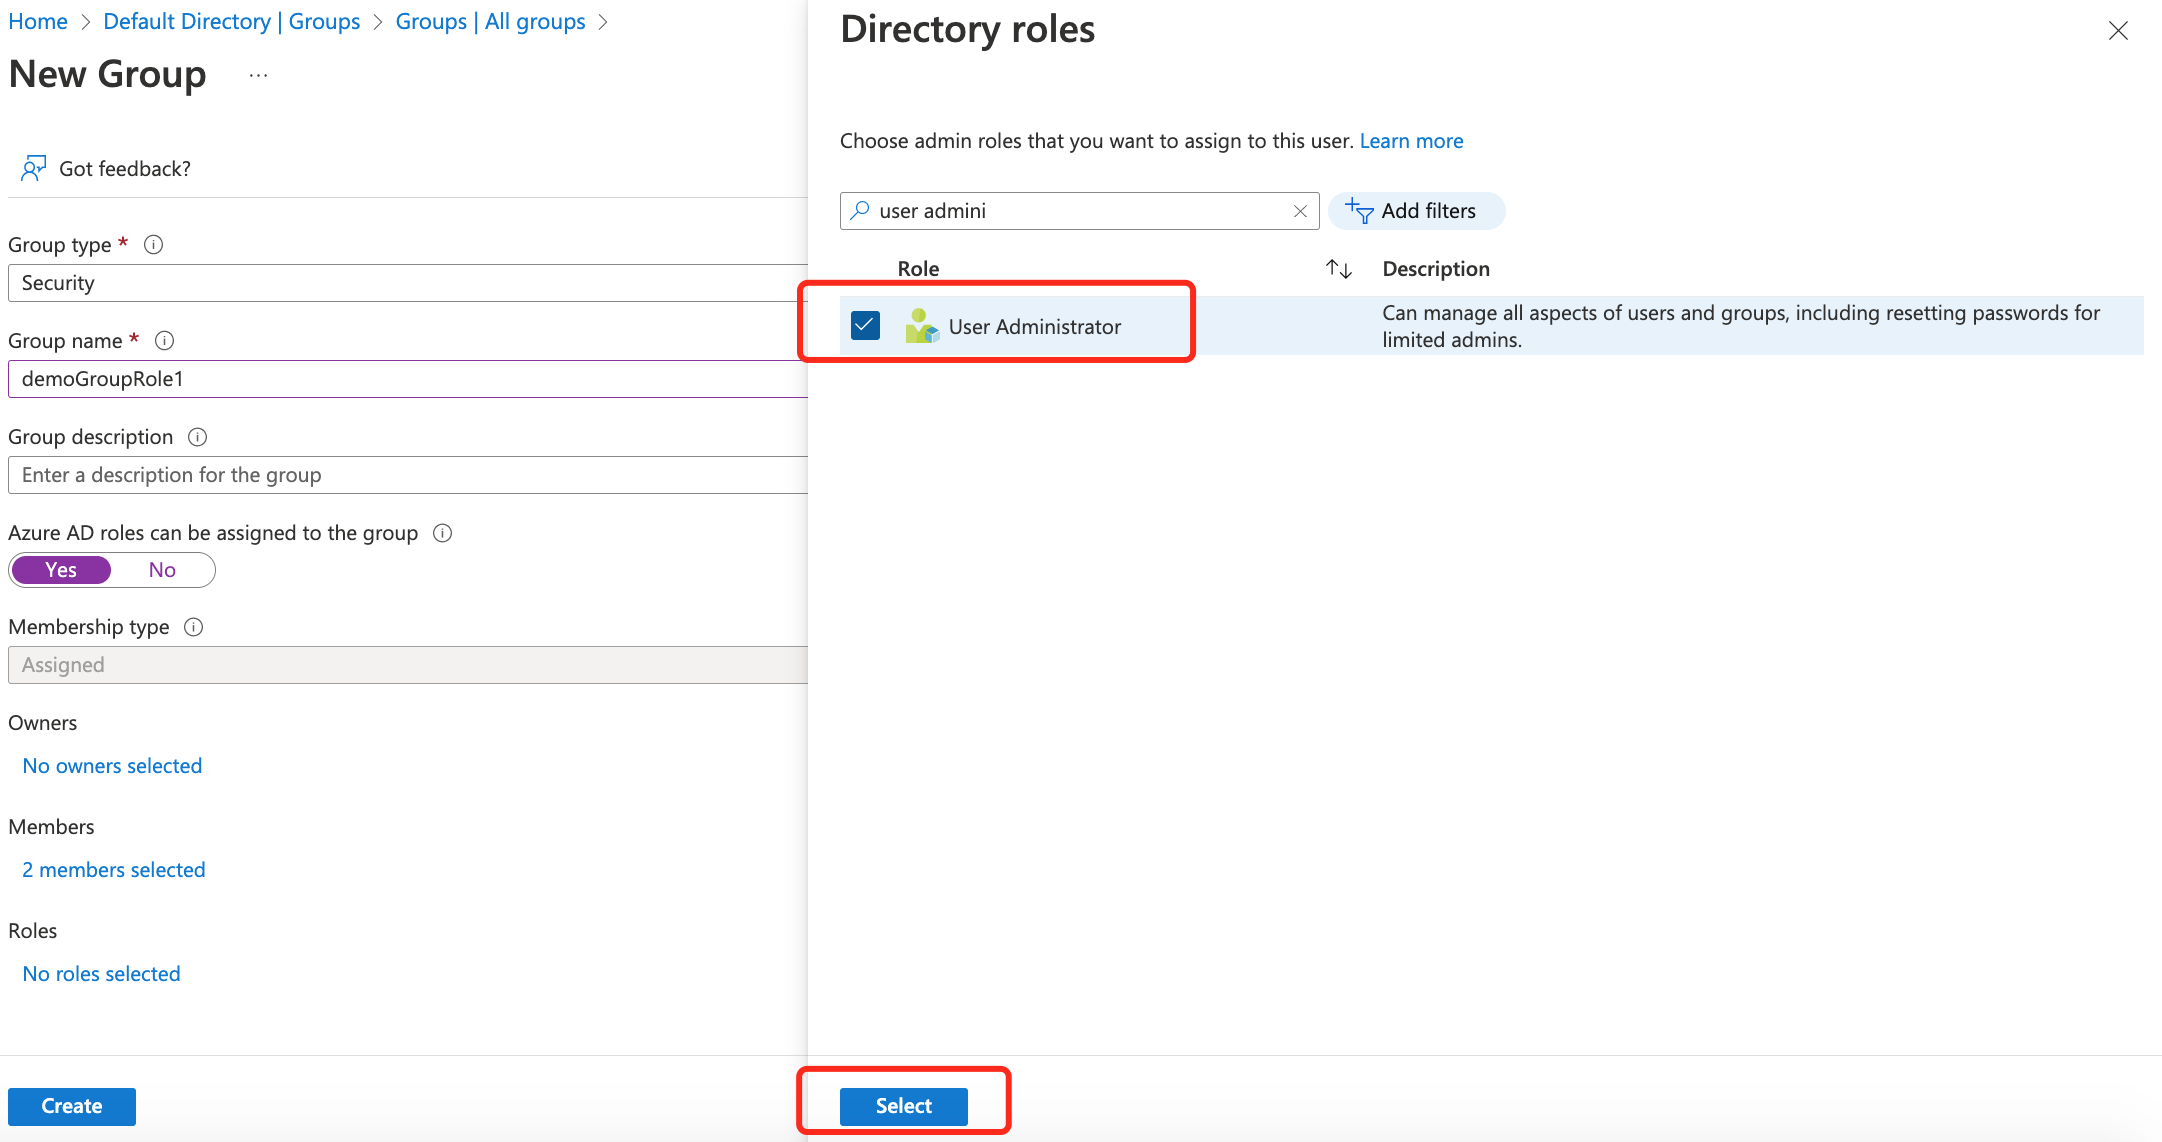 Home > Default Directory | Groups > Groups | All groups >
New Group ...
Got feedback?
Group type *
Security
Group name *
demoGroupRole1
Group description
Enter a description for the group
Azure AD roles can be assigned to the group
Yes No
Membership type
Assigned
Owners
No owners selected
Members
2 members selected
Roles
No roles selected
Create
Directory roles
Choose admin roles that you want to assign to this user. Learn more
user admini
Add filters
Role Description
User Administrator
Can manage all aspects of users and groups, including resetting passwords for
limited admins.
Select